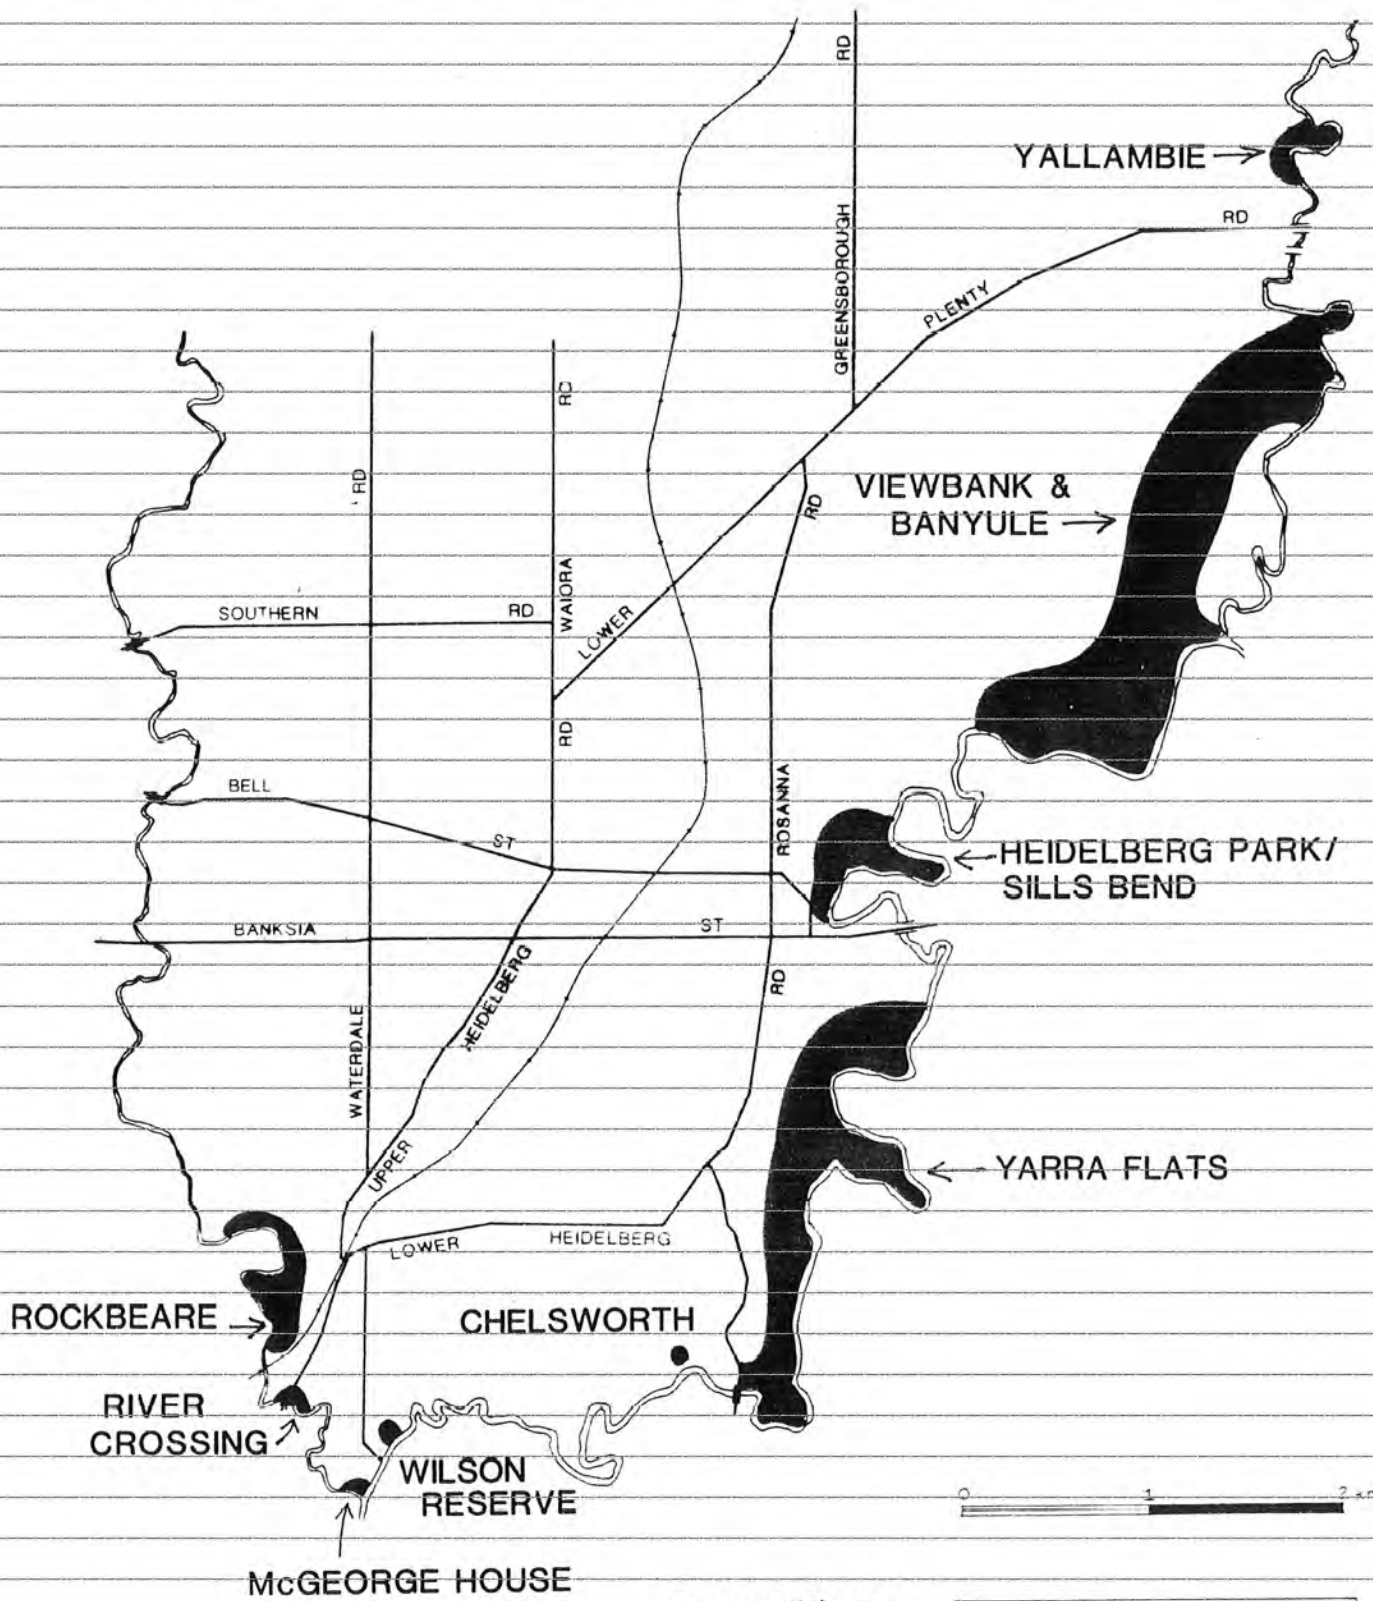 RD
YALLAMBIE
RD
GREENSBOROUGH
PLENTY
RD
RD
VIEWBANK &
BANYULE
RD
SOUTHERN
RD
WAIORA
LOWER
RD
BELL
ROSANNA
ST
HEIDELBERG PARK/
SILLS BEND
BANKSIA
ST
HEIDELBERG
RD
WATERDALE
UPPER
YARRA FLATS
LOWER
HEIDELBERG
ROCKBEARE
CHELSWORTH
RIVER
CROSSING
WILSON
RESERVE
0 1 2
McGEORGE HOUSE